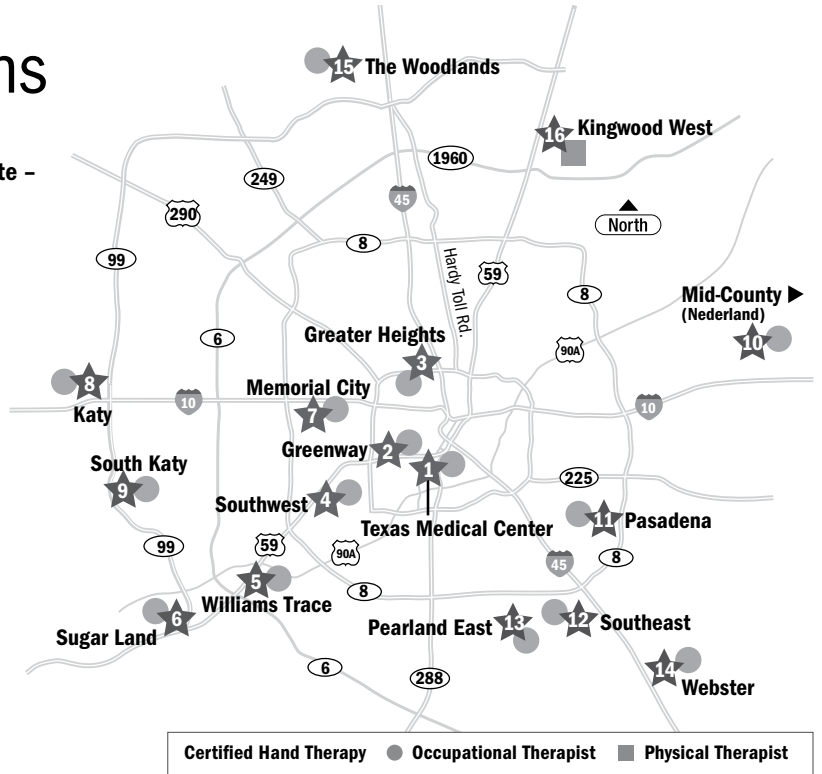 ns
te –
15 The Woodlands
16 Kingwood West
1960
249
45
290
North
8
99
Hardy Toll Rd.
59
8
Mid-County
(Nederland)
10
6
Greater Heights
3
90A
8
Katy
10
Memorial City
7
10
Greenway 2
1
South Katy
9
Southwest 4
225
Texas Medical Center
11 Pasadena
99
59
90A
45
8
5
Williams Trace
8
6
Sugar Land
Pearland East 13
12 Southeast
6
288
14
Webster
Certified Hand Therapy Occupational Therapist Physical Therapist